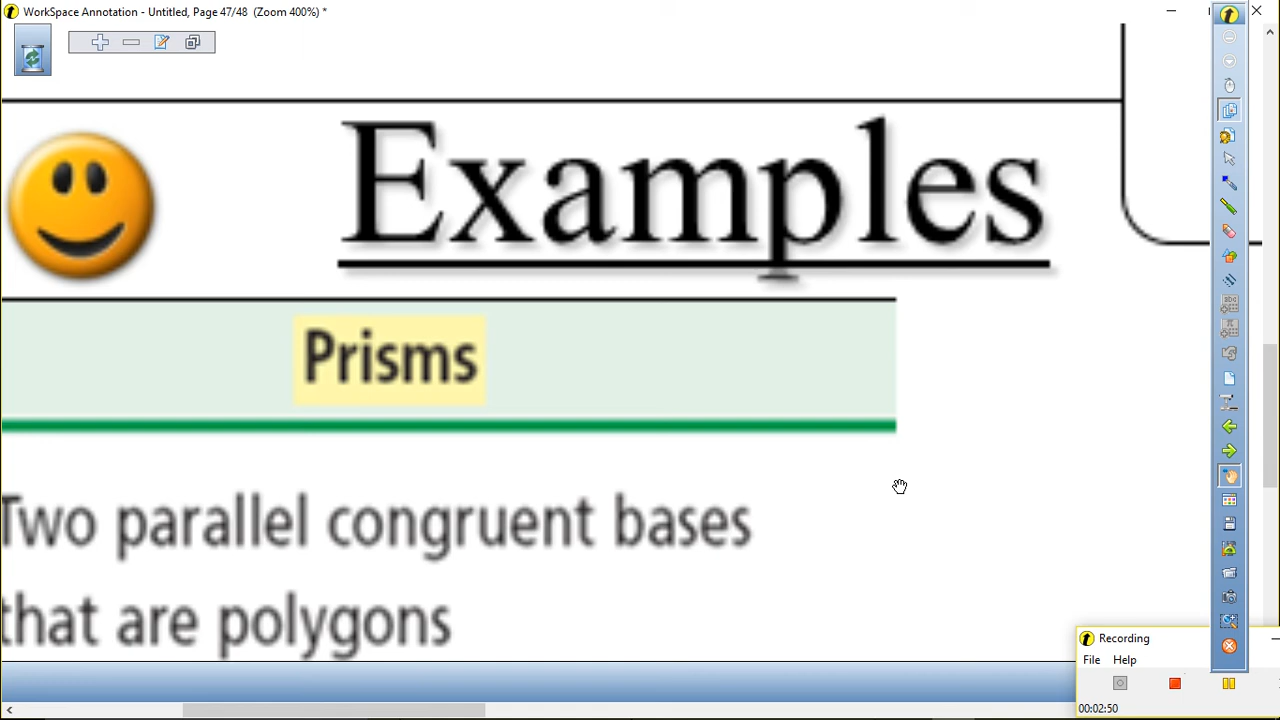 WorkSpace Annotation - Untitled, Page 47/48 (Zoom 400%) *
Examples
Prisms
Two parallel congruent bases
that are polygons
Recording
File Help
00:02:50